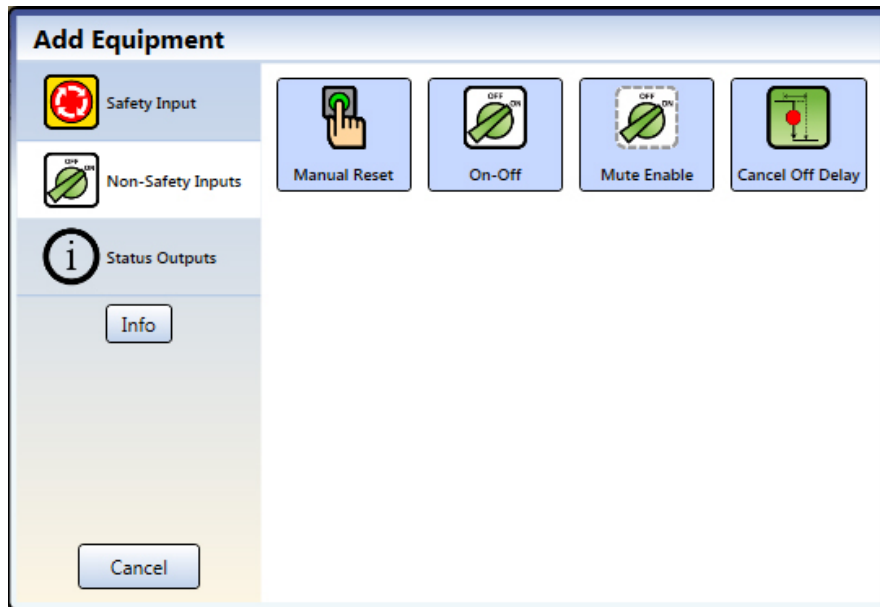 Add Equipment
Safety Input
OFF
ON
Non-Safety Inputs
i
Status Outputs
Info
Cancel
Manual Reset
OFF
ON
On-Off
OFF
ON
Mute Enable
Cancel Off Delay